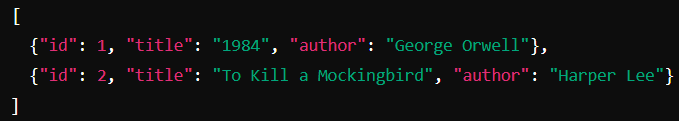 [
  {"id": 1, "title": "1984", "author": "George Orwell"},
  {"id": 2, "title": "To Kill a Mockingbird", "author": "Harper Lee"}
]